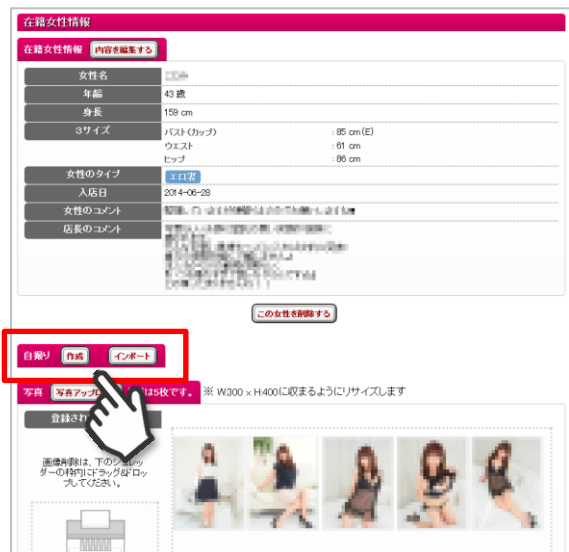 在籍女性情報
在籍女性情報 内容を編集する
女性名
年齢 43 歳
身長 159 cm
3サイズ バスト(カップ) : 85 cm(E)
ウエスト : 61 cm
ヒップ : 86 cm
女性のタイプ エロ妻
入店日 2014-06-28
女性のコメント
店長のコメント
この女性を削除する
自撮り 作成 インポート
写真 写真アップ は5枚です。 ※ W300 × H400に収まるようにリサイズします
登録され
画像削除は、下のシュレッ
ダーの枠内にドラッグ&ドロッ
プしてください。